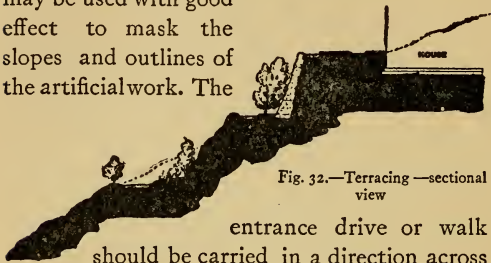 may be used with good
effect to mask the
slopes and outlines of
the artificial work. The
HOUSE
Fig. 32.—Terracing —sectional
view
entrance drive or walk
should be carried in a direction across